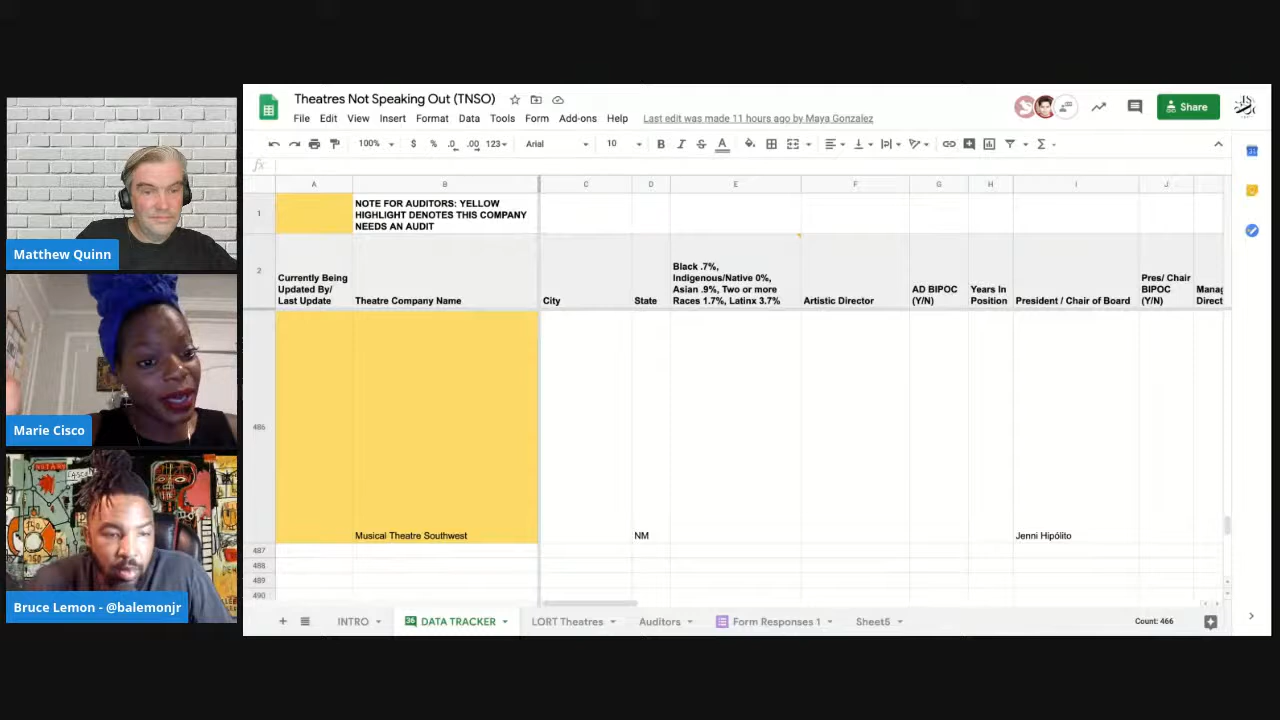 Matthew Quinn
Marie Cisco
Bruce Lemon - @balemonjr
Theatres Not Speaking Out (TNSO)
File Edit View Insert Format Data Tools Form Add-ons Help Last edit was made 11 hours ago by Maya Gonzalez
Share
100% $ % .0 .00 123 Arial 10 B I S A
fx
A B C D E F G H I J
1
NOTE FOR AUDITORS: YELLOW
HIGHLIGHT DENOTES THIS COMPANY
NEEDS AN AUDIT
2
Currently Being
Updated By/
Last Update
Theatre Company Name
City
State
Black .7%,
Indigenous/Native 0%,
Asian .9%, Two or more
Races 1.7%, Latinx 3.7%
Artistic Director
AD BIPOC
(Y/N)
Years In
Position
President / Chair of Board
Pres/ Chair
BIPOC
(Y/N)
Manag
Direct
486
Musical Theatre Southwest NM Jenni Hipólito
487
488
489
490
INTRO DATA TRACKER LORT Theatres Auditors Form Responses 1 Sheet5 Count: 466